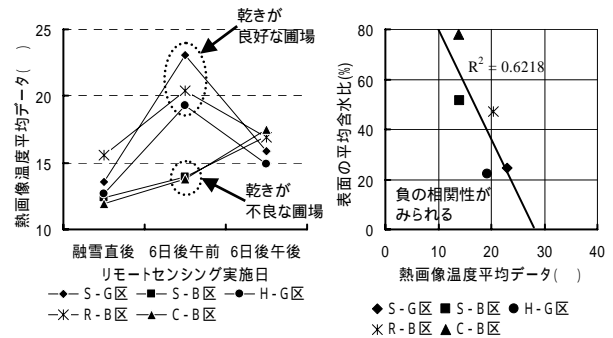 乾きが
良好な圃場
熱画像温度平均データ( )
25
20
15
10
乾きが
不良な圃場
融雪直後 6日後午前 6日後午後
リモートセンシング実施日
S-G区 S-B区 H-G区
R-B区 C-B区
表面の平均含水比(%)
80
60
40
20
0
R² = 0.6218
負の相関性が
みられる
0 10 20 30 40
熱画像温度平均データ( )
S-G区 S-B区 H-G区
R-B区 C-B区